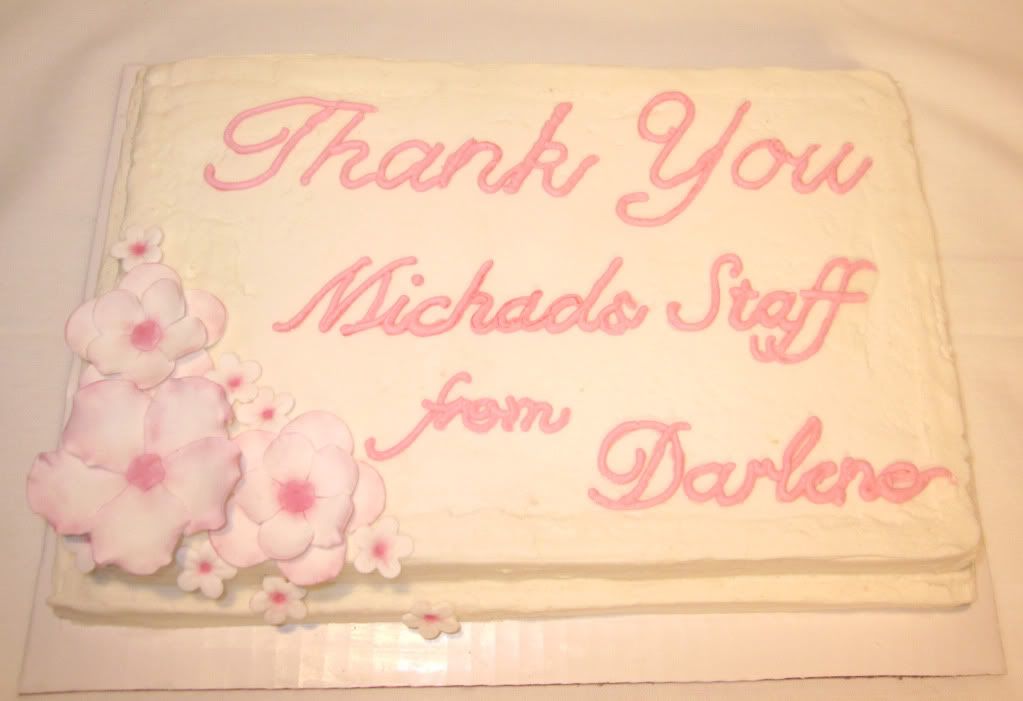 Thank You
Michaels Staff
from
Darlene